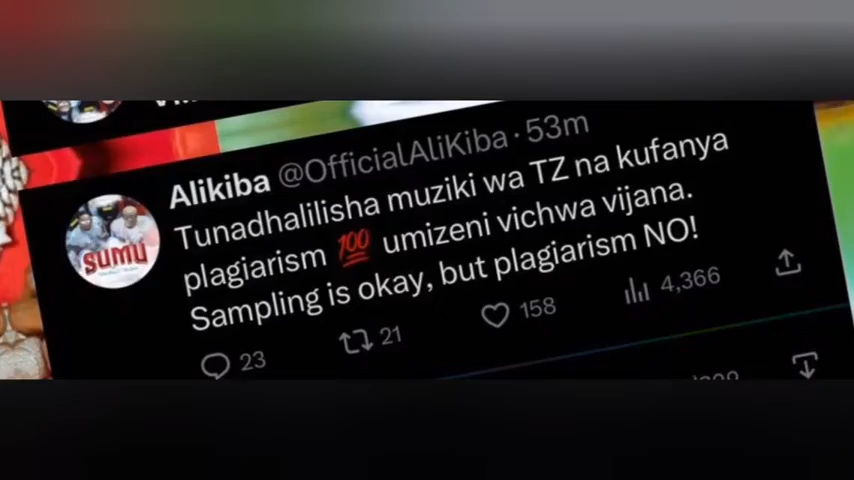 Alikiba @OfficialAliKiba · 53m
Tunadhalilisha muziki wa TZ na kufanya
plagiarism 💯 umizeni vichwa vijana.
Sampling is okay, but plagiarism NO!
23 21 158 4,366
SUMU